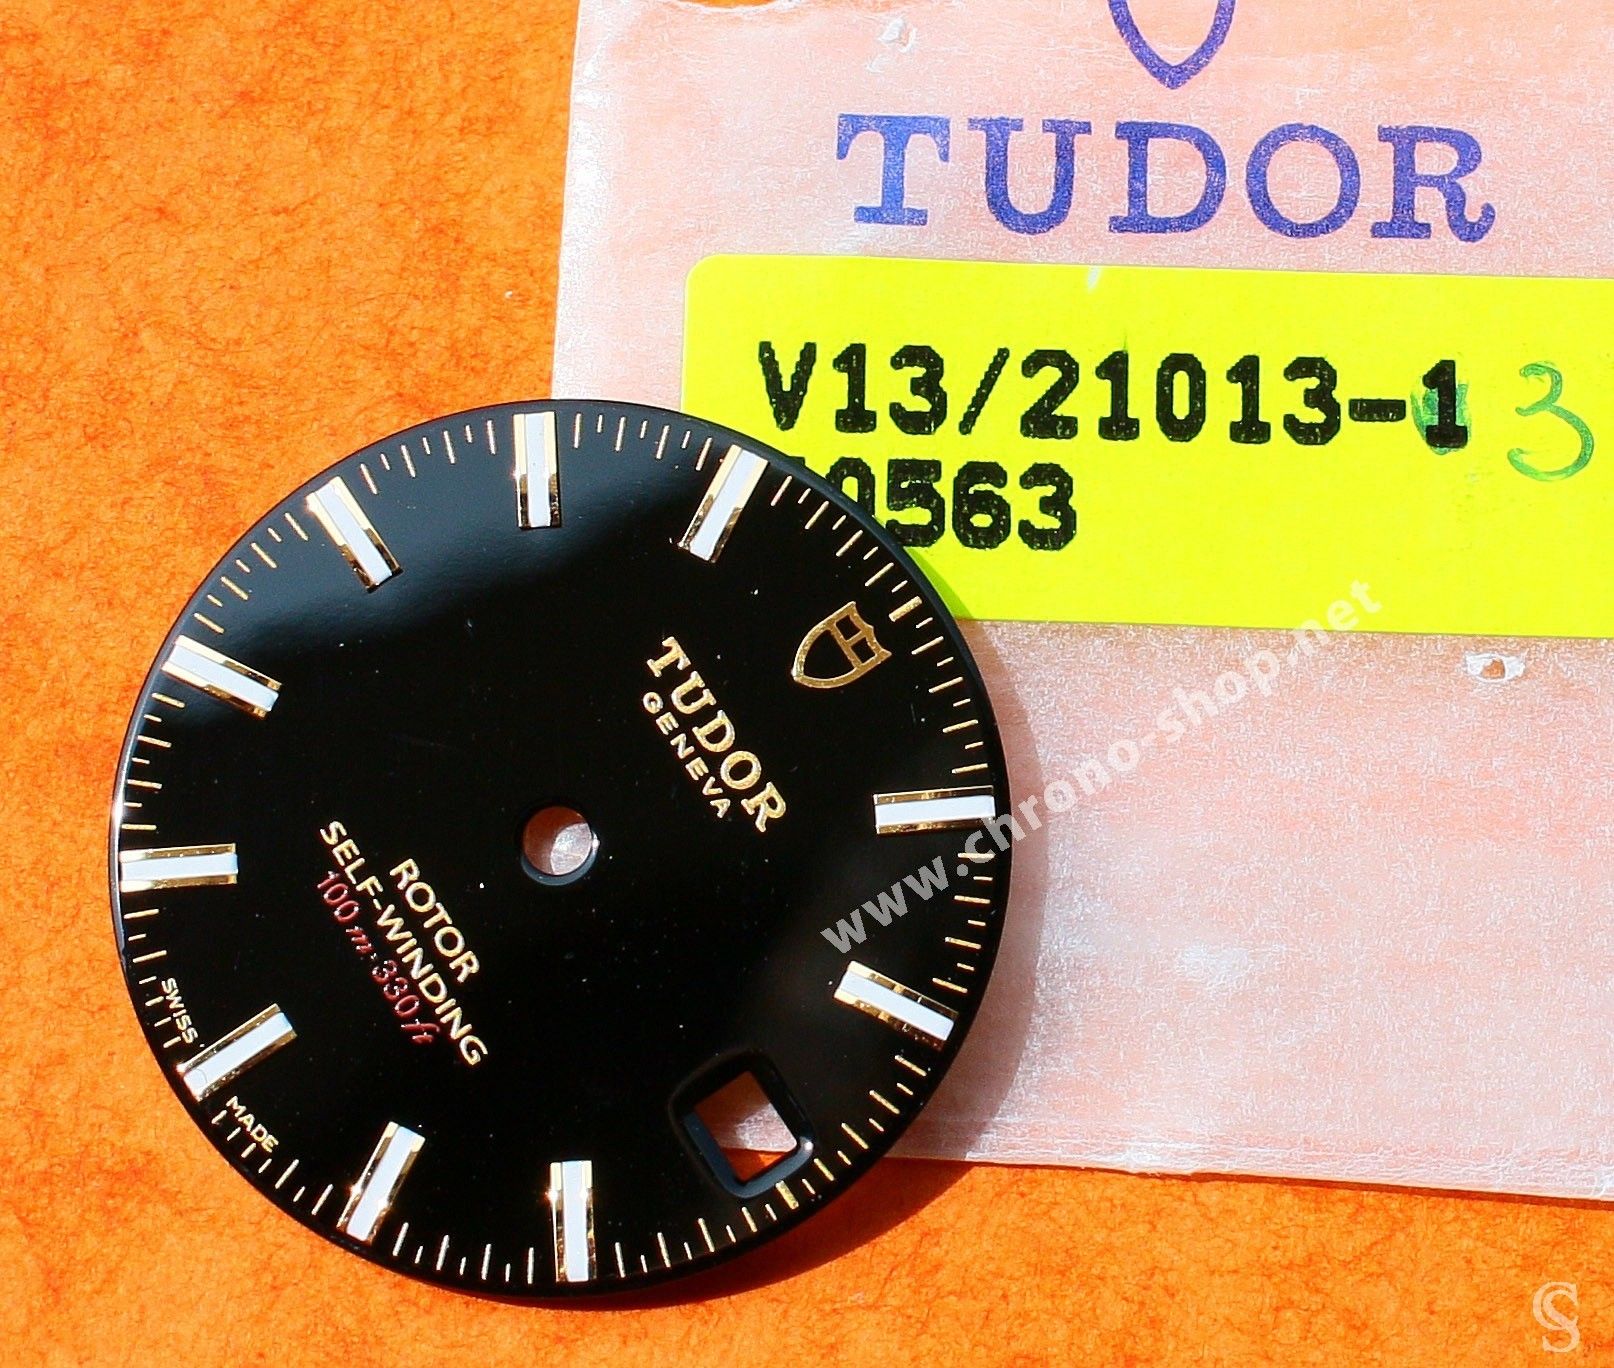 TUDOR
V13/21013-1 3
0563
TUDOR
GENEVA
ROTOR
SELF-WINDING
100m-330ft
SWISS MADE
www.chrono-shop.net